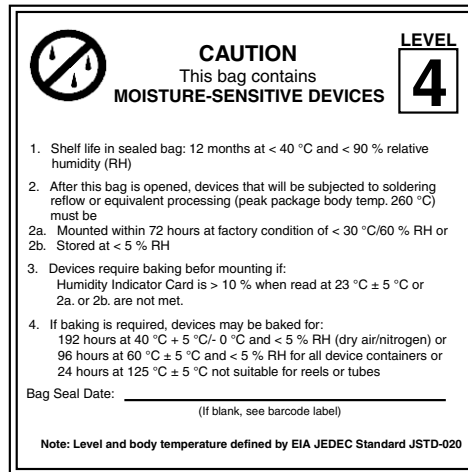 LEVEL
CAUTION
4
This bag contains
MOISTURE-SENSITIVE DEVICES
1. Shelf life in sealed bag: 12 months at < 40 °C and < 90 % relative
humidity (RH)
2. After this bag is opened, devices that will be subjected to soldering
reflow or equivalent processing (peak package body temp. 260 °C)
must be
2a. Mounted within 72 hours at factory condition of < 30 °C/60 % RH or
2b. Stored at < 5 % RH
3. Devices require baking befor mounting if:
Humidity Indicator Card is > 10 % when read at 23 °C ± 5 °C or
2a. or 2b. are not met.
4. If baking is required, devices may be baked for:
192 hours at 40 °C + 5 °C/- 0 °C and < 5 % RH (dry air/nitrogen) or
96 hours at 60 °C ± 5 °C and < 5 % RH for all device containers or
24 hours at 125 °C ± 5 °C not suitable for reels or tubes
Bag Seal Date:
(If blank, see barcode label)
Note: Level and body temperature defined by EIA JEDEC Standard JSTD-020